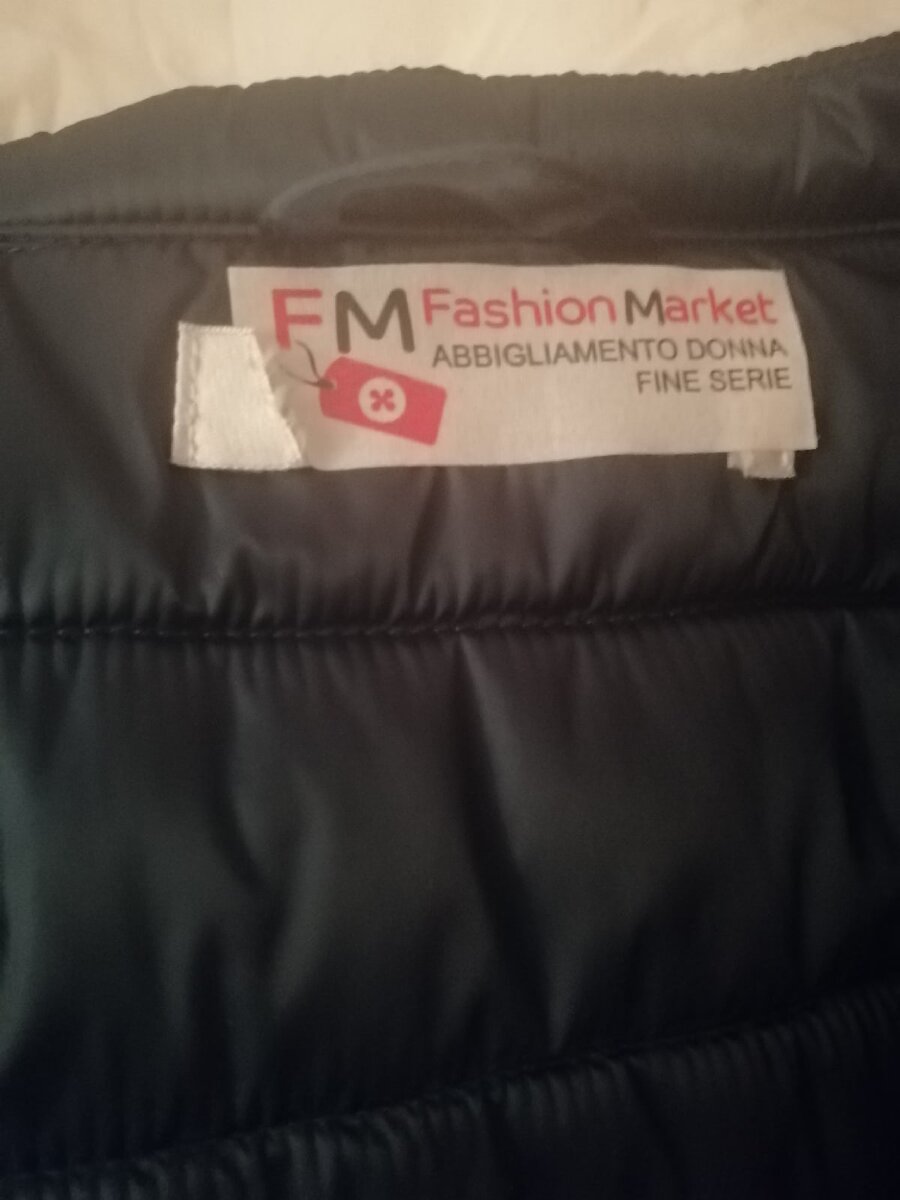 FM Fashion Market
ABBIGLIAMENTO DONNA
FINE SERIE